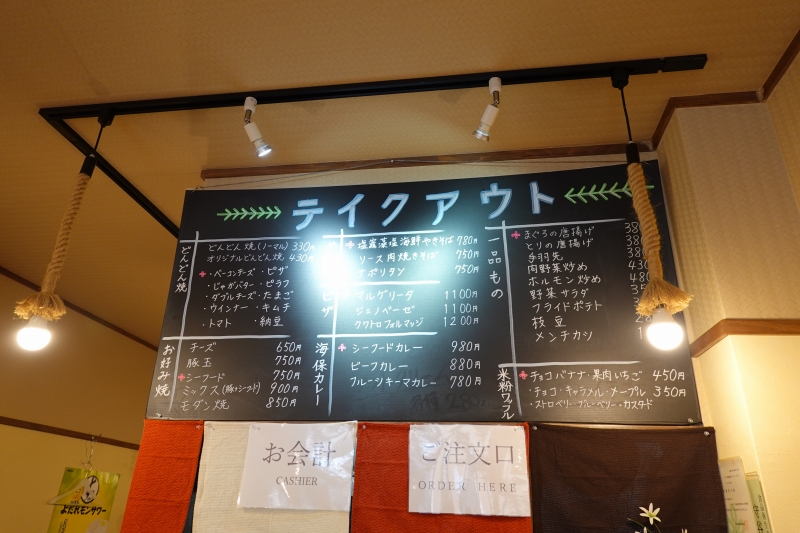 テイクアウト
どんどん焼
どんどん焼(ノーマル) 330円
オリジナルどんどん焼 430円
・ベーコンチーズ・ピザ
・じゃがバター・ピラフ
・ダブルチーズ・たまご
・ウインナー・キムチ
・トマト ・納豆
お好み焼
チーズ 650円
豚玉 750円
シーフード 750円
ミックス(豚+シーフード) 900円
モダン焼 850円
塩麹藻塩海鮮やきそば 780円
ソース肉焼きそば 750円
ナポリタン 750円
マルゲリータ 1100円
ジェノベーゼ 1100円
クワトロフォルマッジ 1200円
海保カレー
シーフードカレー 980円
ビーフカレー 880円
フルーツキーマカレー 780円
一品もの
まぐろの唐揚げ
とりの唐揚げ
手羽先
肉野菜炒め
ホルモン炒め
野菜サラダ
フライドポテト
枝豆
メンチカツ
米粉ワッフル
チョコバナナ・果肉いちご 450円
・チョコ・キャラメル・メープル 350円
・ストロベリー・ブルーベリー・カスタード
お会計
CASHIER
ご注文口
ORDER HERE
よだれモンサワー